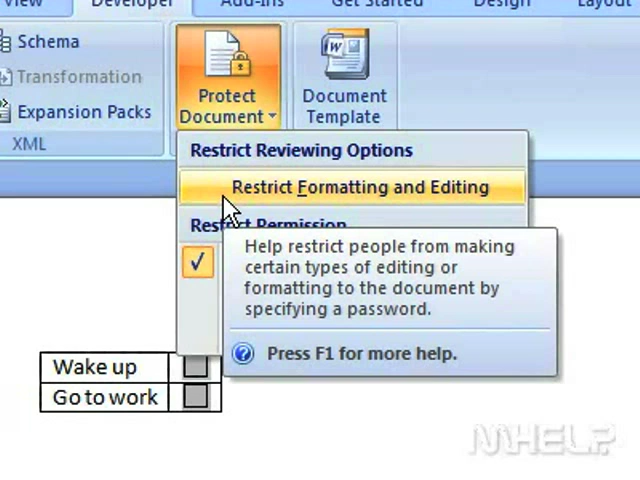 View Developer Add-Ins Get Started Design Layout
Schema
Transformation
Expansion Packs
XML
Protect
Document
Document
Template
Restrict Reviewing Options
Restrict Formatting and Editing
Restrict Permission
Help restrict people from making
certain types of editing or
formatting to the document by
specifying a password.
Press F1 for more help.
Wake up
Go to work
MHELP